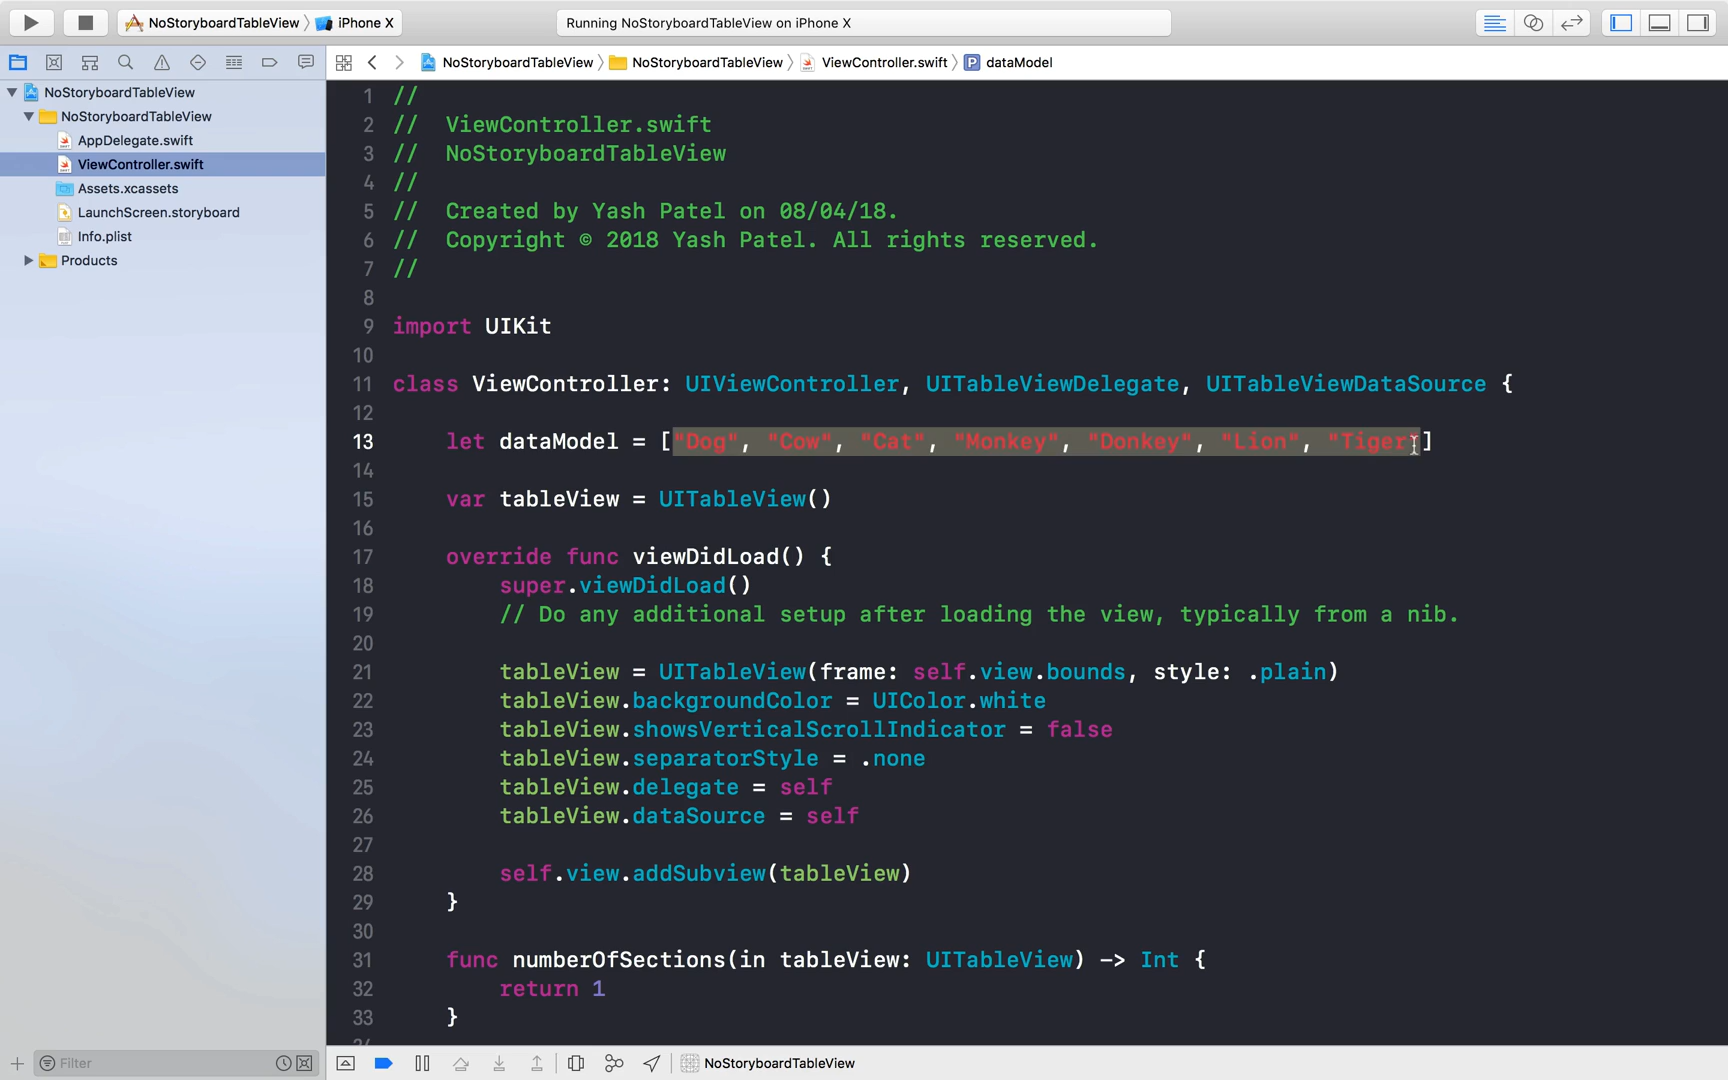 NoStoryboardTableView iPhone X
Running NoStoryboardTableView on iPhone X
NoStoryboardTableView NoStoryboardTableView ViewController.swift P dataModel
NoStoryboardTableView
NoStoryboardTableView
AppDelegate.swift
ViewController.swift
Assets.xcassets
LaunchScreen.storyboard
Info.plist
Products
1 //
2 // ViewController.swift
3 // NoStoryboardTableView
4 //
5 // Created by Yash Patel on 08/04/18.
6 // Copyright © 2018 Yash Patel. All rights reserved.
7 //
8
9 import UIKit
10
11 class ViewController: UIViewController, UITableViewDelegate, UITableViewDataSource {
12
13 let dataModel = ["Dog", "Cow", "Cat", "Monkey", "Donkey", "Lion", "Tiger"]
14
15 var tableView = UITableView()
16
17 override func viewDidLoad() {
18 super.viewDidLoad()
19 // Do any additional setup after loading the view, typically from a nib.
20
21 tableView = UITableView(frame: self.view.bounds, style: .plain)
22 tableView.backgroundColor = UIColor.white
23 tableView.showsVerticalScrollIndicator = false
24 tableView.separatorStyle = .none
25 tableView.delegate = self
26 tableView.dataSource = self
27
28 self.view.addSubview(tableView)
29 }
30
31 func numberOfSections(in tableView: UITableView) -> Int {
32 return 1
33 }
Filter
NoStoryboardTableView